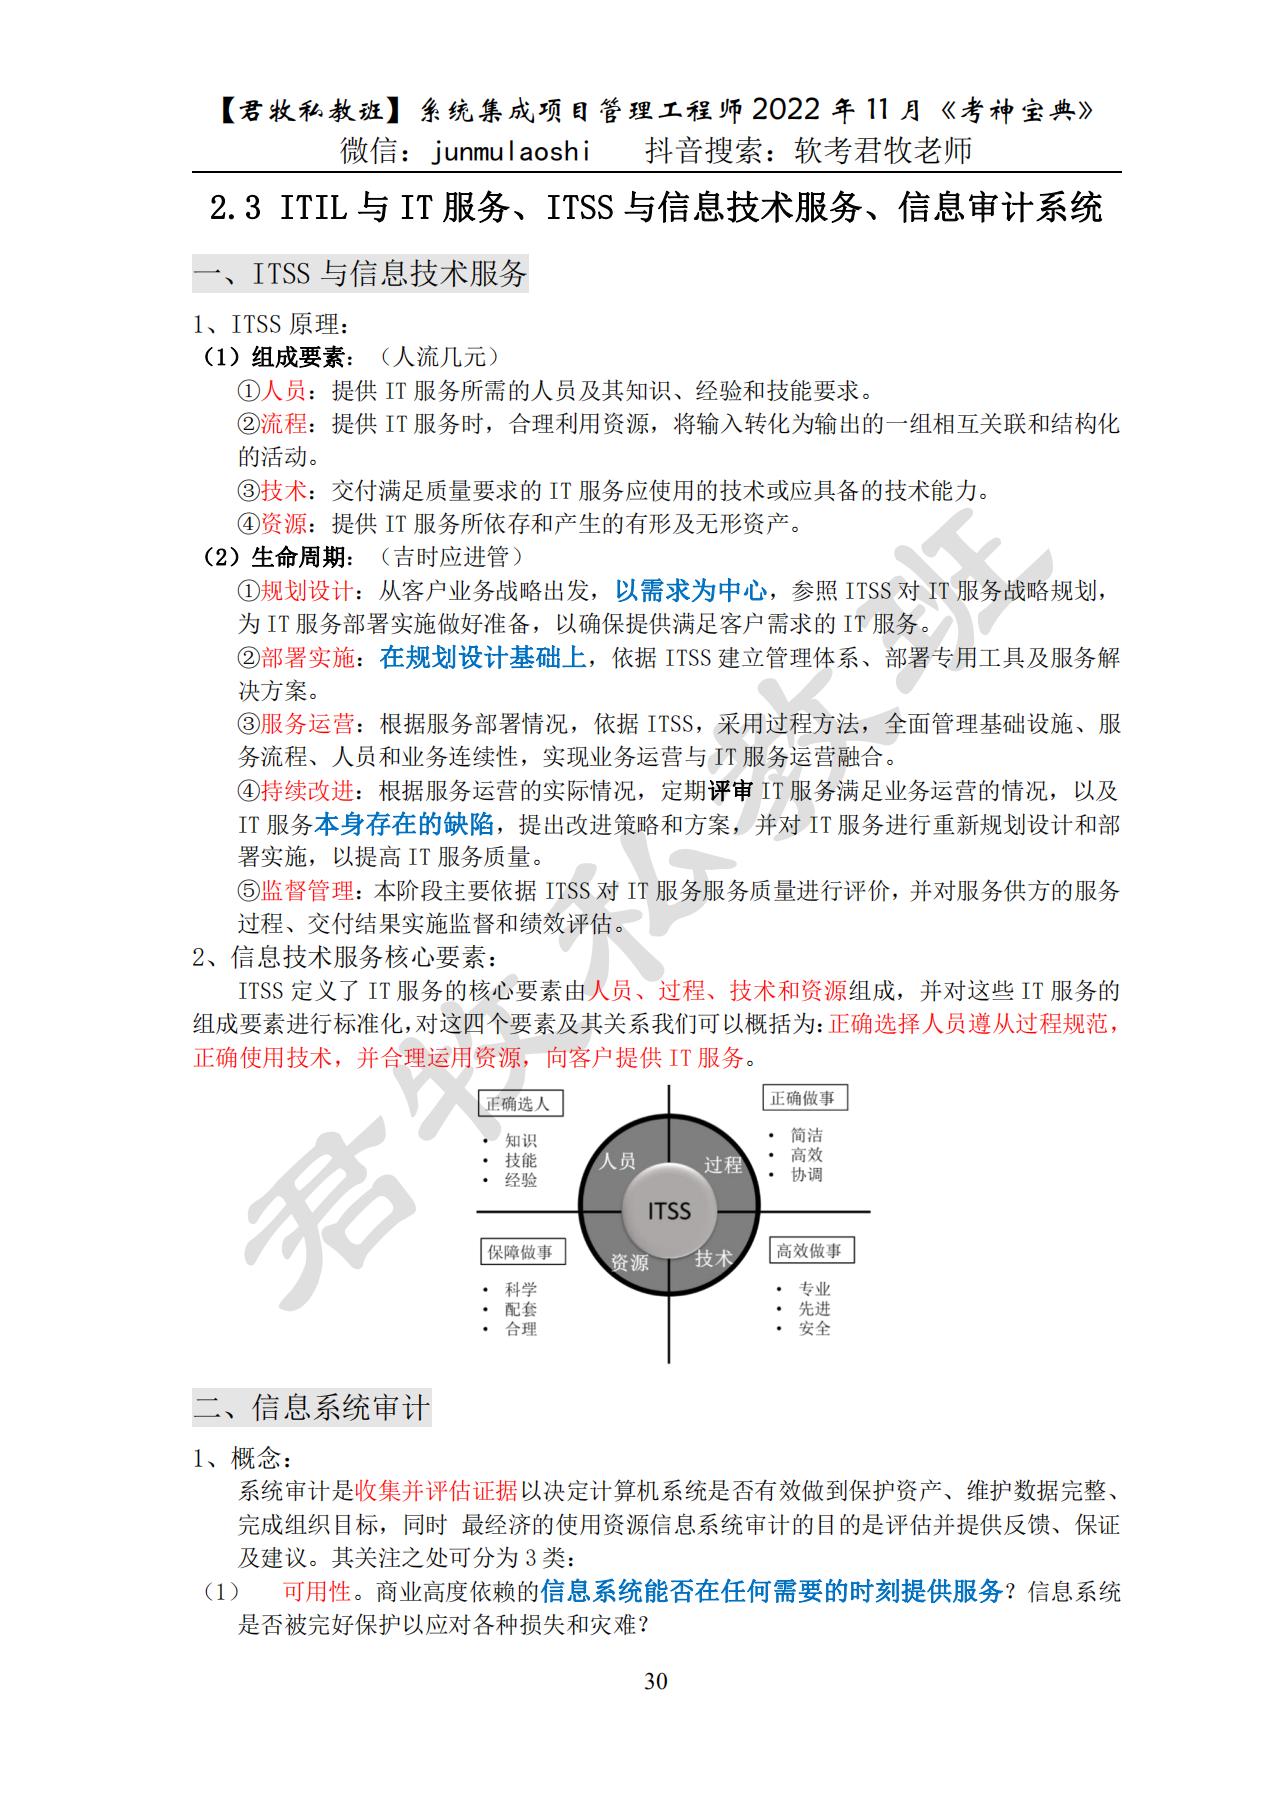 【君牧私教班】系统集成项目管理工程师 2022 年 11 月《考神宝典》
微信：junmulaoshi 抖音搜索：软考君牧老师
2.3 ITIL 与 IT 服务、ITSS 与信息技术服务、信息审计系统
一、ITSS 与信息技术服务
1、ITSS 原理：
（1）组成要素：（人流几元）
①人员：提供 IT 服务所需的人员及其知识、经验和技能要求。
②流程：提供 IT 服务时，合理利用资源，将输入转化为输出的一组相互关联和结构化
的活动。
③技术：交付满足质量要求的 IT 服务应使用的技术或应具备的技术能力。
④资源：提供 IT 服务所依存和产生的有形及无形资产。
（2）生命周期：（吉时应进管）
①规划设计：从客户业务战略出发，以需求为中心，参照 ITSS 对 IT 服务战略规划，
为 IT 服务部署实施做好准备，以确保提供满足客户需求的 IT 服务。
②部署实施：在规划设计基础上，依据 ITSS 建立管理体系、部署专用工具及服务解
决方案。
③服务运营：根据服务部署情况，依据 ITSS，采用过程方法，全面管理基础设施、服
务流程、人员和业务连续性，实现业务运营与 IT 服务运营融合。
④持续改进：根据服务运营的实际情况，定期评审 IT 服务满足业务运营的情况，以及
IT 服务本身存在的缺陷，提出改进策略和方案，并对 IT 服务进行重新规划设计和部
署实施，以提高 IT 服务质量。
⑤监督管理：本阶段主要依据 ITSS 对 IT 服务服务质量进行评价，并对服务供方的服务
过程、交付结果实施监督和绩效评估。
2、信息技术服务核心要素：
ITSS 定义了 IT 服务的核心要素由人员、过程、技术和资源组成，并对这些 IT 服务的
组成要素进行标准化，对这四个要素及其关系我们可以概括为：正确选择人员遵从过程规范，
正确使用技术，并合理运用资源，向客户提供 IT 服务。
正确选人
• 知识
• 技能
• 经验
正确做事
• 简洁
• 高效
• 协调
人员
过程
ITSS
资源
技术
保障做事
• 科学
• 配套
• 合理
高效做事
• 专业
• 先进
• 安全
二、信息系统审计
1、概念：
系统审计是收集并评估证据以决定计算机系统是否有效做到保护资产、维护数据完整、
完成组织目标，同时 最经济的使用资源信息系统审计的目的是评估并提供反馈、保证
及建议。其关注之处可分为 3 类：
（1） 可用性。商业高度依赖的信息系统能否在任何需要的时刻提供服务？信息系统
是否被完好保护以应对各种损失和灾难？
30
君牧私教班